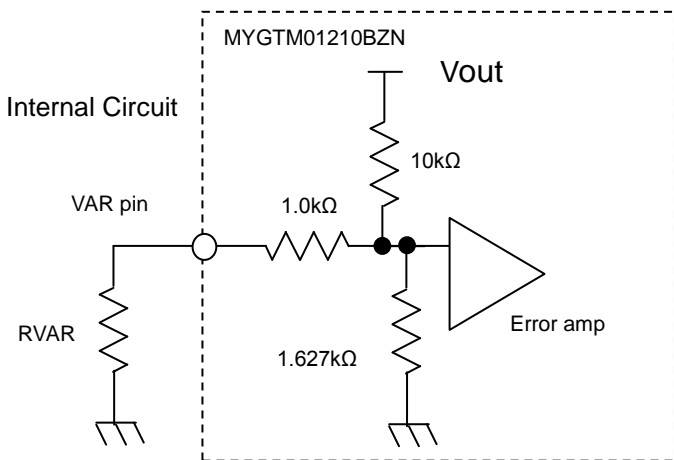 MYGTM01210BZN
Vout
Internal Circuit
10kΩ
VAR pin
1.0kΩ
RVAR
Error amp
1.627kΩ